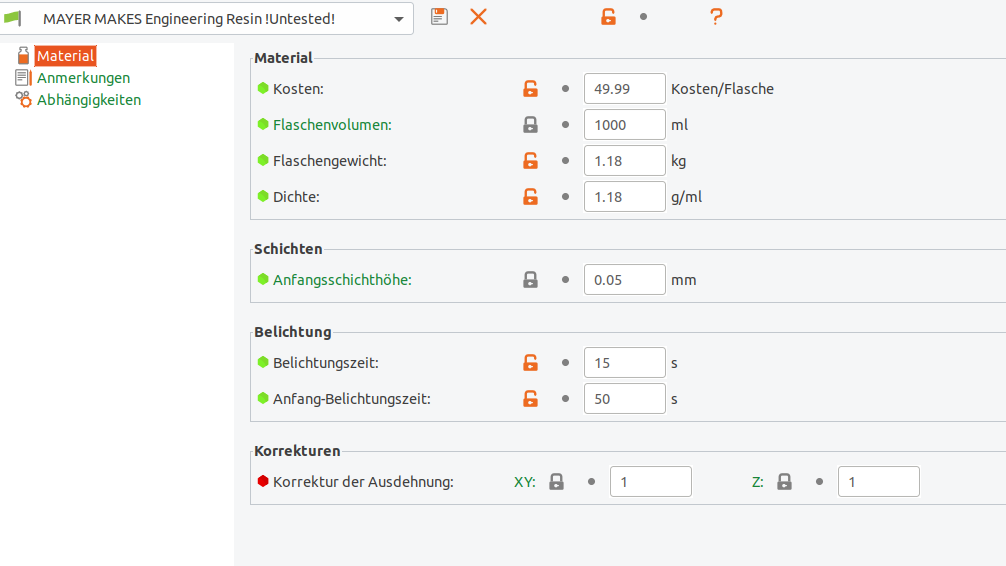 MAYER MAKES Engineering Resin !Untested!
?
Material
Anmerkungen
Abhängigkeiten
Material
Kosten: 49.99 Kosten/Flasche
Flaschenvolumen: 1000 ml
Flaschengewicht: 1.18 kg
Dichte: 1.18 g/ml
Schichten
Anfangsschichthöhe: 0.05 mm
Belichtung
Belichtungszeit: 15 s
Anfang-Belichtungszeit: 50 s
Korrekturen
Korrektur der Ausdehnung: XY: 1 Z: 1